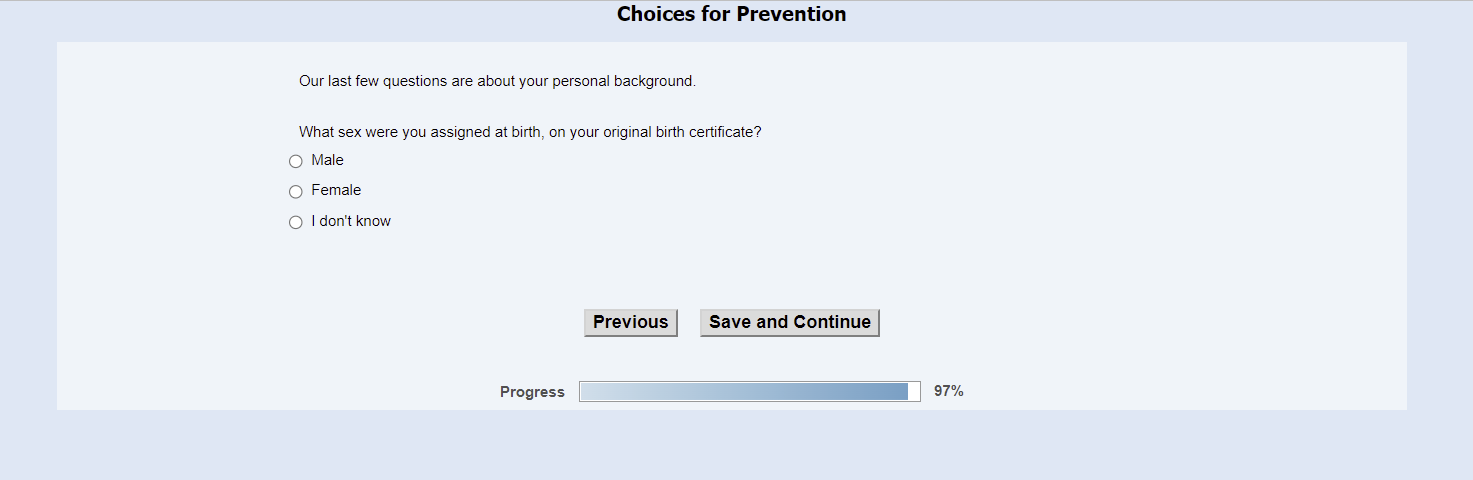 Choices for Prevention
Our last few questions are about your personal background.
What sex were you assigned at birth, on your original birth certificate?
Male
Female
I don't know
Previous
Save and Continue
Progress
97%